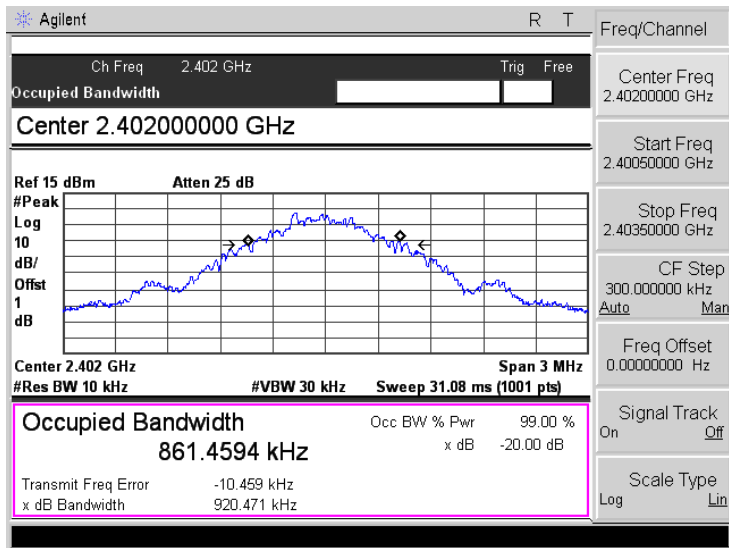 Agilent R T
Ch Freq 2.402 GHz Trig Free
Occupied Bandwidth
Center 2.402000000 GHz
Ref 15 dBm Atten 25 dB
#Peak
Log
10
dB/
Offst
1
dB
Center 2.402 GHz Span 3 MHz
#Res BW 10 kHz #VBW 30 kHz Sweep 31.08 ms (1001 pts)
Occupied Bandwidth
861.4594 kHz
Occ BW % Pwr 99.00 %
x dB -20.00 dB
Transmit Freq Error -10.459 kHz
x dB Bandwidth 920.471 kHz
Freq/Channel
Center Freq
2.40200000 GHz
Start Freq
2.40050000 GHz
Stop Freq
2.40350000 GHz
CF Step
300.000000 kHz
Auto Man
Freq Offset
0.00000000 Hz
Signal Track
On Off
Scale Type
Log Lin